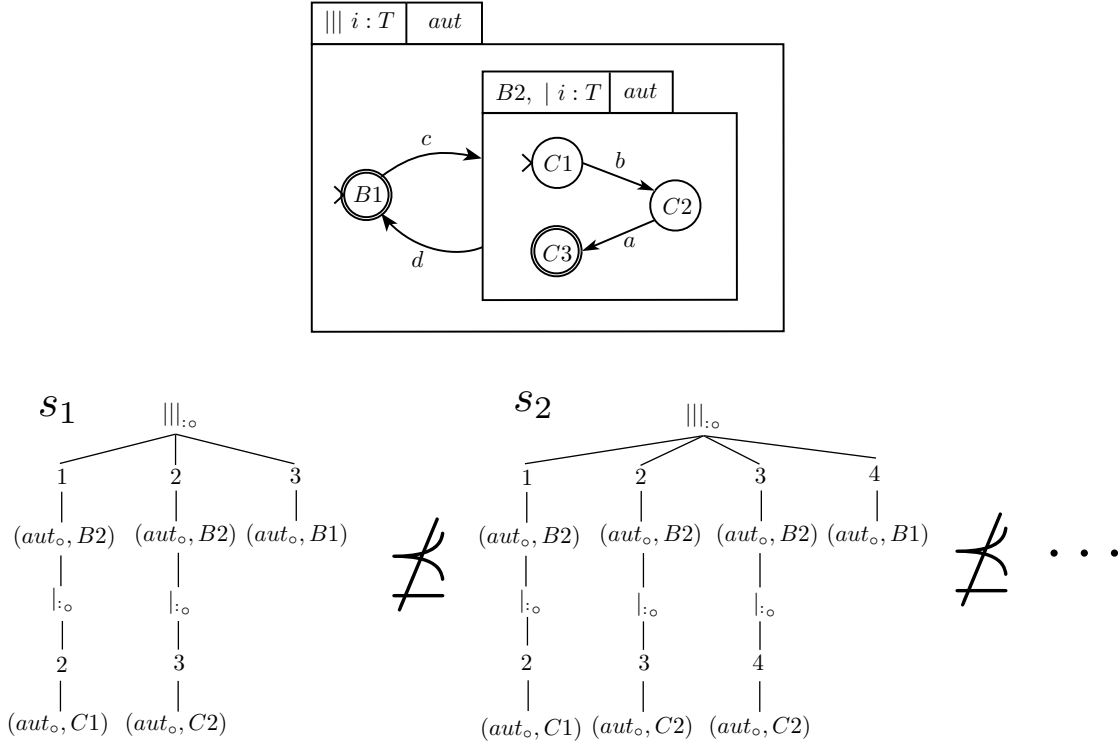 ||| i : T aut
B2, | i : T aut
c
C1 b
B1 C2
C3 a
d
s₁ |||:∘ s₂ |||:∘
1 2 3 1 2 3 4
(aut∘, B2) (aut∘, B2) (aut∘, B1) ⋠ (aut∘, B2) (aut∘, B2) (aut∘, B2) (aut∘, B1) ⋠ · · ·
|:∘ |:∘ |:∘ |:∘ |:∘
2 3 2 3 4
(aut∘, C1) (aut∘, C2) (aut∘, C1) (aut∘, C2) (aut∘, C2)